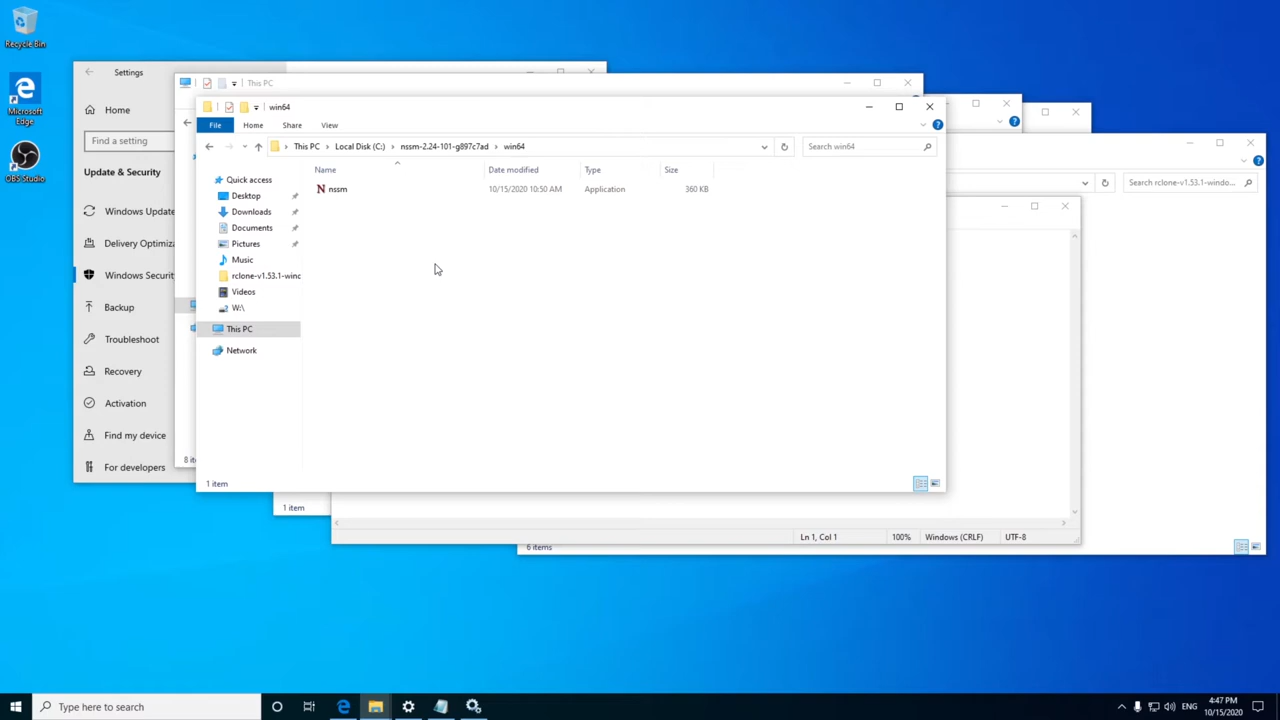 Recycle Bin
Microsoft
Edge
OBS Studio
Settings
Home
Find a setting
Update & Security
Windows Update
Delivery Optimiza
Windows Securit
Backup
Troubleshoot
Recovery
Activation
Find my device
For developers
This PC
8 it
win64
File Home Share View
This PC > Local Disk (C:) > nssm-2.24-101-g897c7ad > win64
Search win64
Name Date modified Type Size
nssm 10/15/2020 10:50 AM Application 360 KB
Quick access
Desktop
Downloads
Documents
Pictures
Music
rclone-v1.53.1-winc
Videos
W:\
This PC
Network
1 item
1 item
Search rclone-v1.53.1-windo...
Ln 1, Col 1 100% Windows (CRLF) UTF-8
6 items
Type here to search
ENG
4:47 PM
10/15/2020